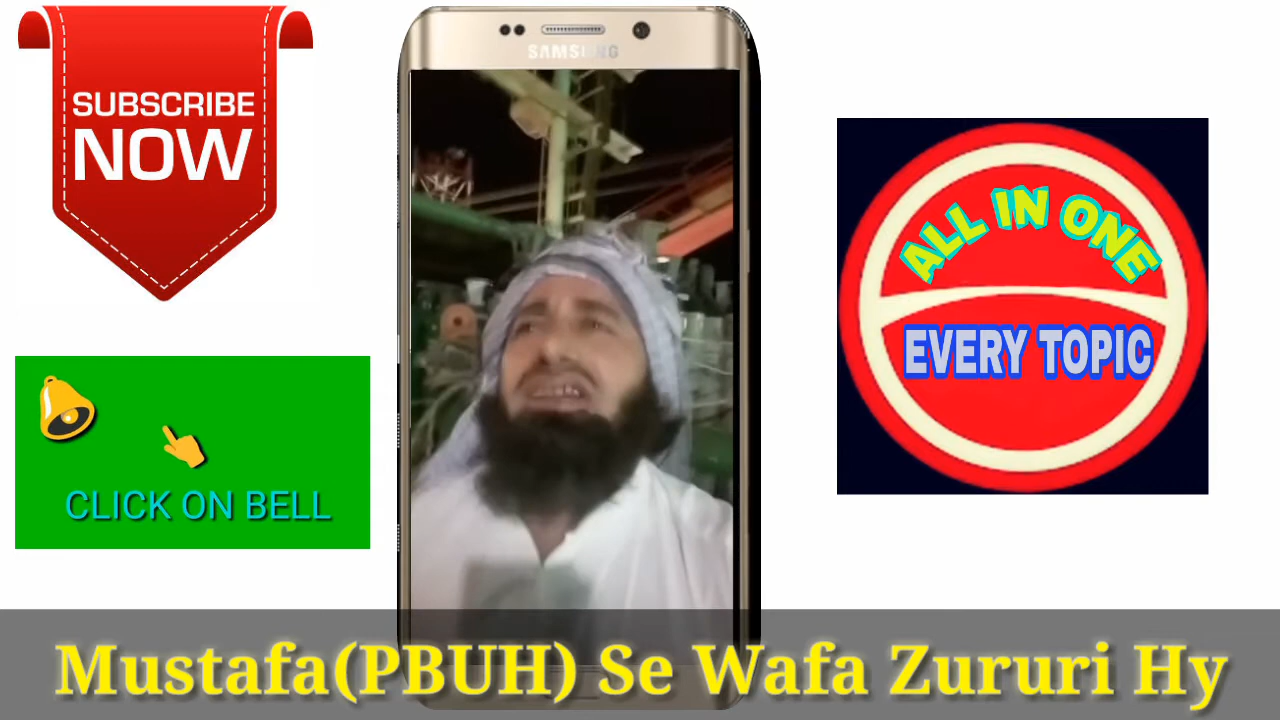 SUBSCRIBE
NOW
SAMSUNG
ALL IN ONE
EVERY TOPIC
CLICK ON BELL
Mustafa(PBUH) Se Wafa Zururi Hy